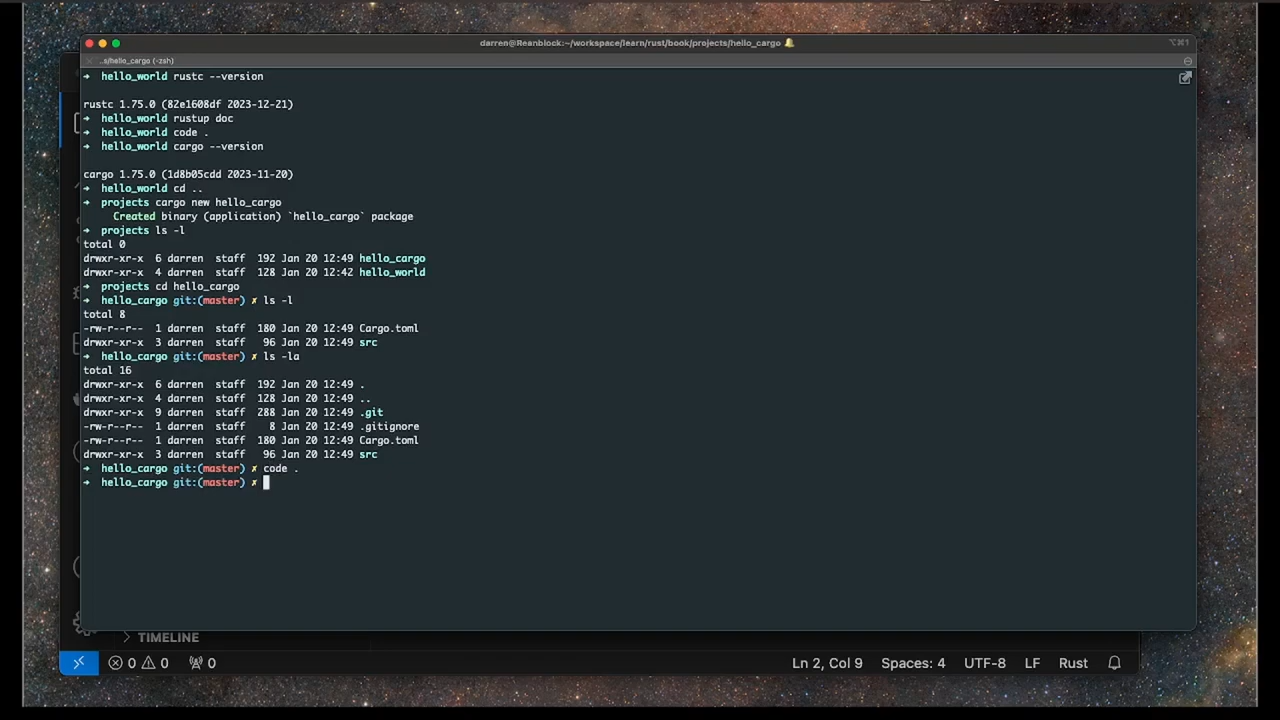 darren@Reanblock:~/workspace/learn/rust/book/projects/hello_cargo 🔔
⌥⌘1
..s/hello_cargo (-zsh)
➜ hello_world rustc --version
rustc 1.75.0 (82e1608df 2023-12-21)
➜ hello_world rustup doc
➜ hello_world code .
➜ hello_world cargo --version
cargo 1.75.0 (1d8b05cdd 2023-11-20)
➜ hello_world cd ..
➜ projects cargo new hello_cargo
Created binary (application) `hello_cargo` package
➜ projects ls -l
total 0
drwxr-xr-x 6 darren staff 192 Jan 20 12:49 hello_cargo
drwxr-xr-x 4 darren staff 128 Jan 20 12:42 hello_world
➜ projects cd hello_cargo
➜ hello_cargo git:(master) ✗ ls -l
total 8
-rw-r--r-- 1 darren staff 180 Jan 20 12:49 Cargo.toml
drwxr-xr-x 3 darren staff 96 Jan 20 12:49 src
➜ hello_cargo git:(master) ✗ ls -la
total 16
drwxr-xr-x 6 darren staff 192 Jan 20 12:49 .
drwxr-xr-x 4 darren staff 128 Jan 20 12:49 ..
drwxr-xr-x 9 darren staff 288 Jan 20 12:49 .git
-rw-r--r-- 1 darren staff 8 Jan 20 12:49 .gitignore
-rw-r--r-- 1 darren staff 180 Jan 20 12:49 Cargo.toml
drwxr-xr-x 3 darren staff 96 Jan 20 12:49 src
➜ hello_cargo git:(master) ✗ code .
➜ hello_cargo git:(master) ✗
TIMELINE
0 0 0 Ln 2, Col 9 Spaces: 4 UTF-8 LF Rust